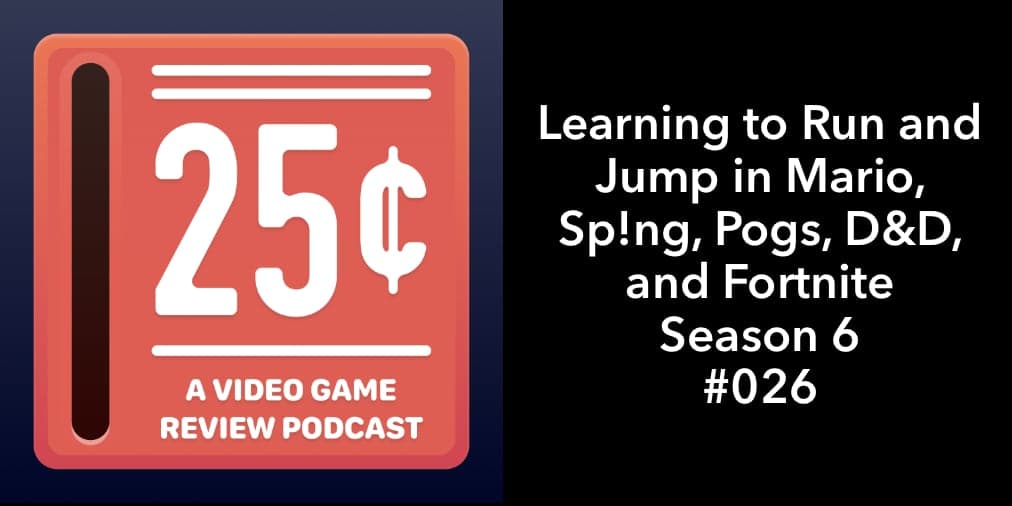 25¢
A VIDEO GAME
REVIEW PODCAST
Learning to Run and
Jump in Mario,
Sp!ng, Pogs, D&D,
and Fortnite
Season 6
#026